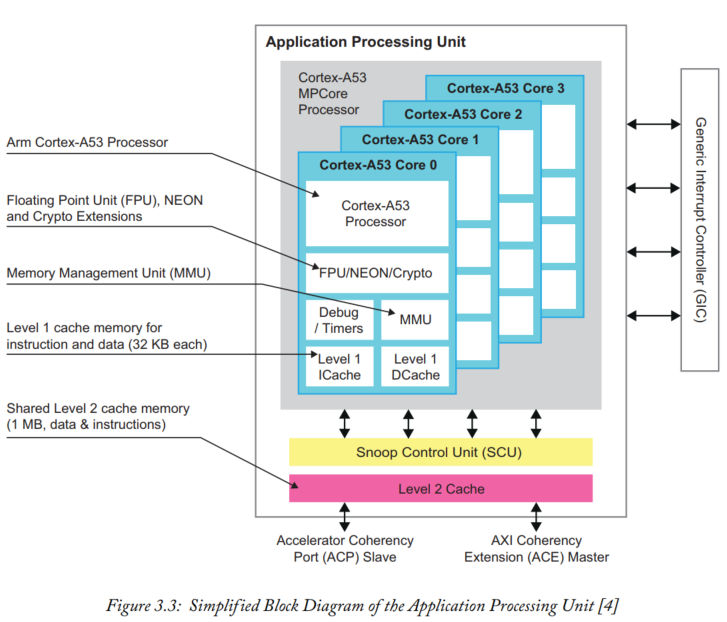 Application Processing Unit
Cortex-A53
MPCore
Processor
Cortex-A53 Core 3
Cortex-A53 Core 2
Cortex-A53 Core 1
Cortex-A53 Core 0
Arm Cortex-A53 Processor
Cortex-A53
Processor
Floating Point Unit (FPU), NEON
and Crypto Extensions
FPU/NEON/Crypto
Memory Management Unit (MMU)
Debug
/ Timers
MMU
Level 1 cache memory for
instruction and data (32 KB each)
Level 1
ICache
Level 1
DCache
Shared Level 2 cache memory
(1 MB, data & instructions)
Snoop Control Unit (SCU)
Level 2 Cache
Generic Interrupt Controller (GIC)
Accelerator Coherency
Port (ACP) Slave
AXI Coherency
Extension (ACE) Master
Figure 3.3: Simplified Block Diagram of the Application Processing Unit [4]